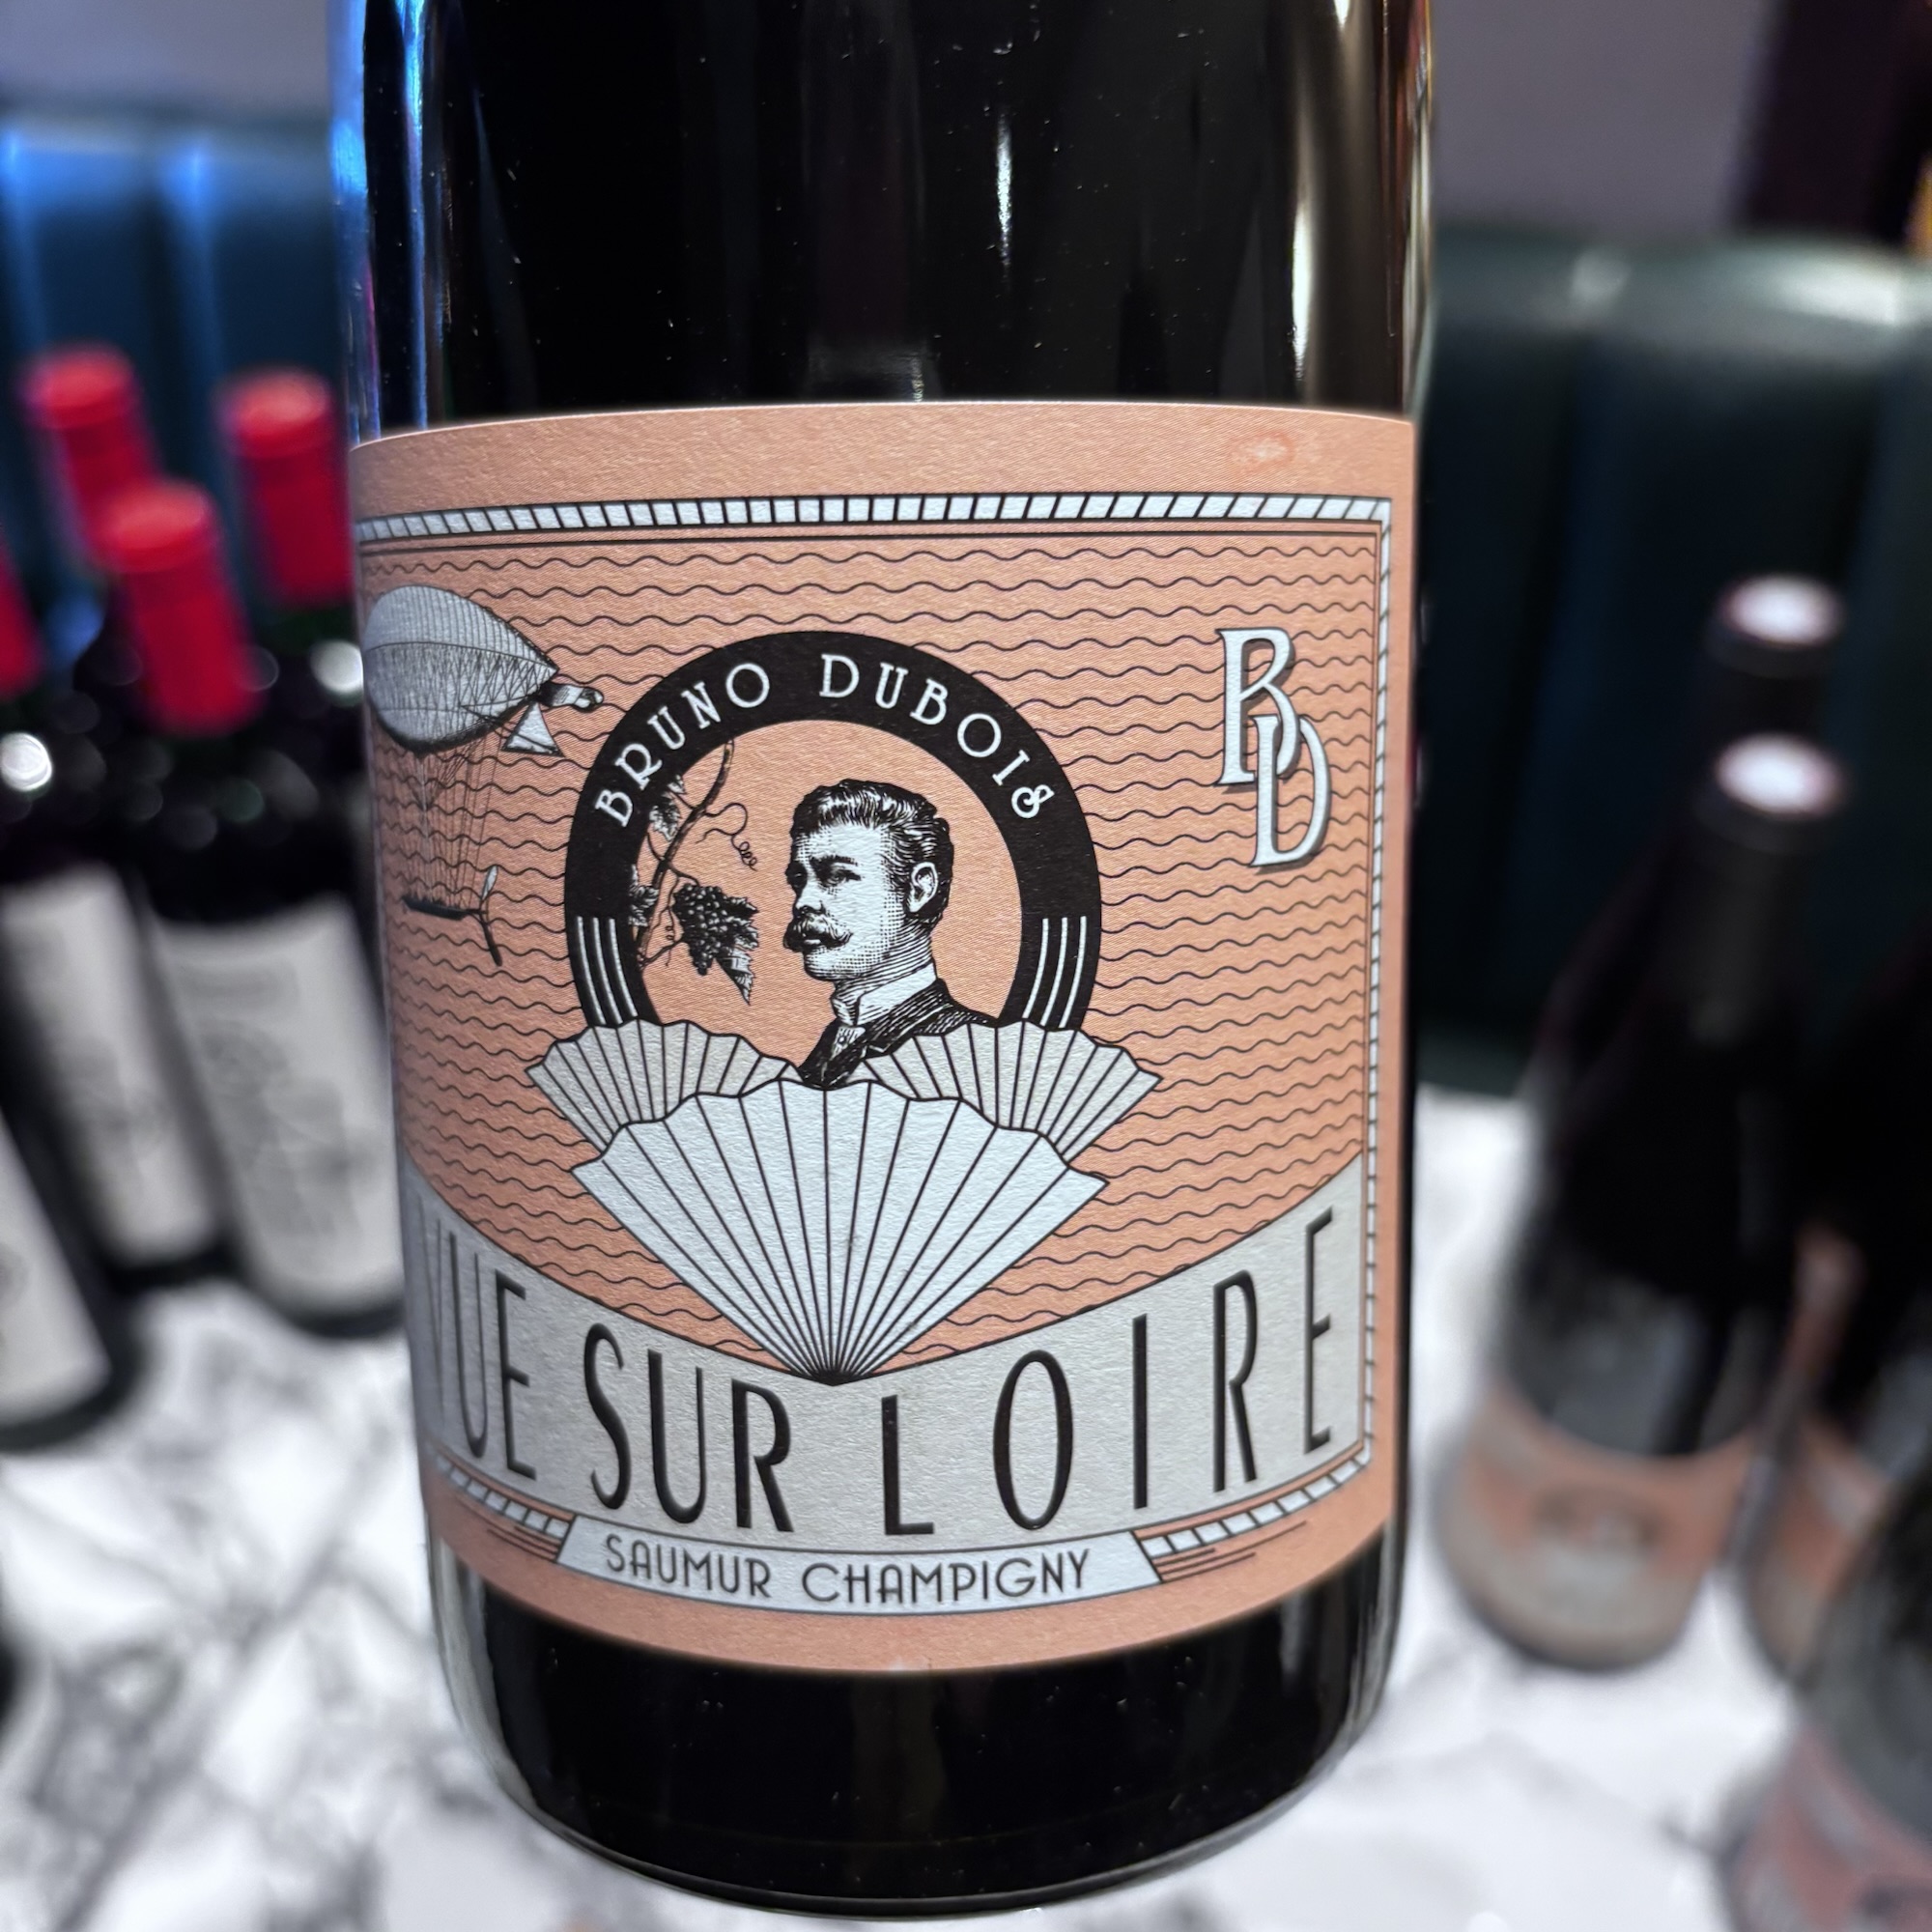 BRUNO DUBOIS
BD
VUE SUR LOIRE
SAUMUR CHAMPIGNY